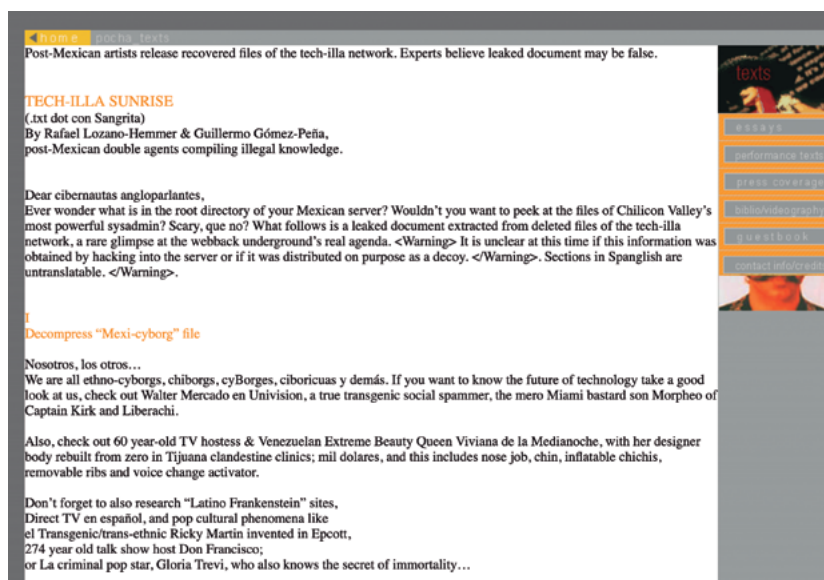 home pocha_texts
Post-Mexican artists release recovered files of the tech-illa network. Experts believe leaked document may be false.
TECH-ILLA SUNRISE
(.txt dot con Sangrita)
By Rafael Lozano-Hemmer & Guillermo Gómez-Peña,
post-Mexican double agents compiling illegal knowledge.
Dear cibernautas angloparlantes,
Ever wonder what is in the root directory of your Mexican server? Wouldn't you want to peek at the files of Chilicon Valley's
most powerful sysadmin? Scary, que no? What follows is a leaked document extracted from deleted files of the tech-illa
network, a rare glimpse at the webback underground's real agenda. <Warning> It is unclear at this time if this information was
obtained by hacking into the server or if it was distributed on purpose as a decoy. </Warning>. Sections in Spanglish are
untranslatable. </Warning>.
I
Decompress “Mexi-cyborg” file
Nosotros, los otros…
We are all ethno-cyborgs, chiborgs, cyBorges, ciboricuas y demás. If you want to know the future of technology take a good
look at us, check out Walter Mercado en Univision, a true transgenic social spammer, the mero Miami bastard son Morpheo of
Captain Kirk and Liberachi.
Also, check out 60 year-old TV hostess & Venezuelan Extreme Beauty Queen Viviana de la Medianoche, with her designer
body rebuilt from zero in Tijuana clandestine clinics; mil dolares, and this includes nose job, chin, inflatable chichis,
removable ribs and voice change activator.
Don't forget to also research “Latino Frankenstein” sites,
Direct TV en español, and pop cultural phenomena like
el Transgenic/trans-ethnic Ricky Martin invented in Epcott,
274 year old talk show host Don Francisco;
or La criminal pop star, Gloria Trevi, who also knows the secret of immortality…
texts
essays
performance texts
press coverage
biblio/videography
guestbook
contact info/credits